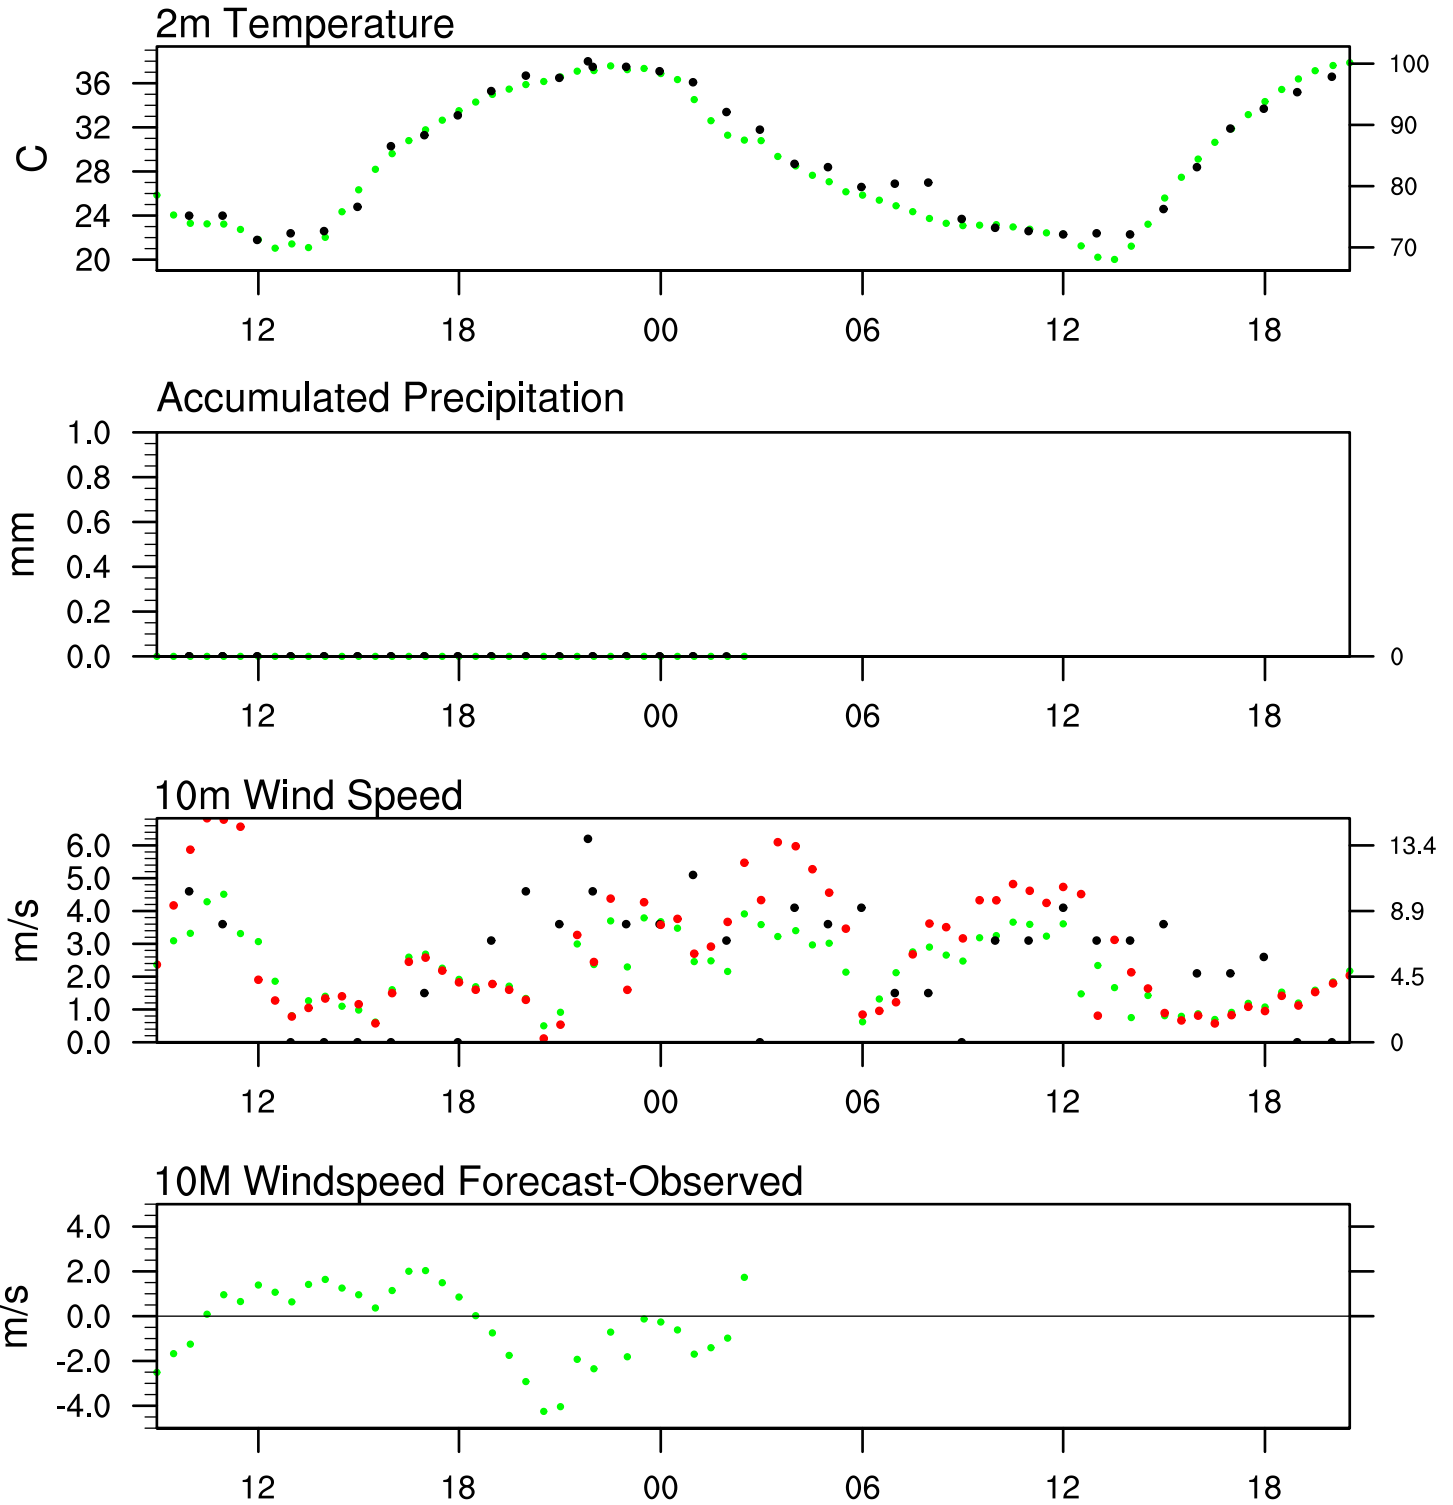 2m Temperature
C
36
32
28
24
20
100
90
80
70
12 18 00 06 12 18
Accumulated Precipitation
mm
1.0
0.8
0.6
0.4
0.2
0.0
0
12 18 00 06 12 18
10m Wind Speed
m/s
6.0
5.0
4.0
3.0
2.0
1.0
0.0
13.4
8.9
4.5
0
12 18 00 06 12 18
10M Windspeed Forecast-Observed
m/s
4.0
2.0
0.0
-2.0
-4.0
12 18 00 06 12 18